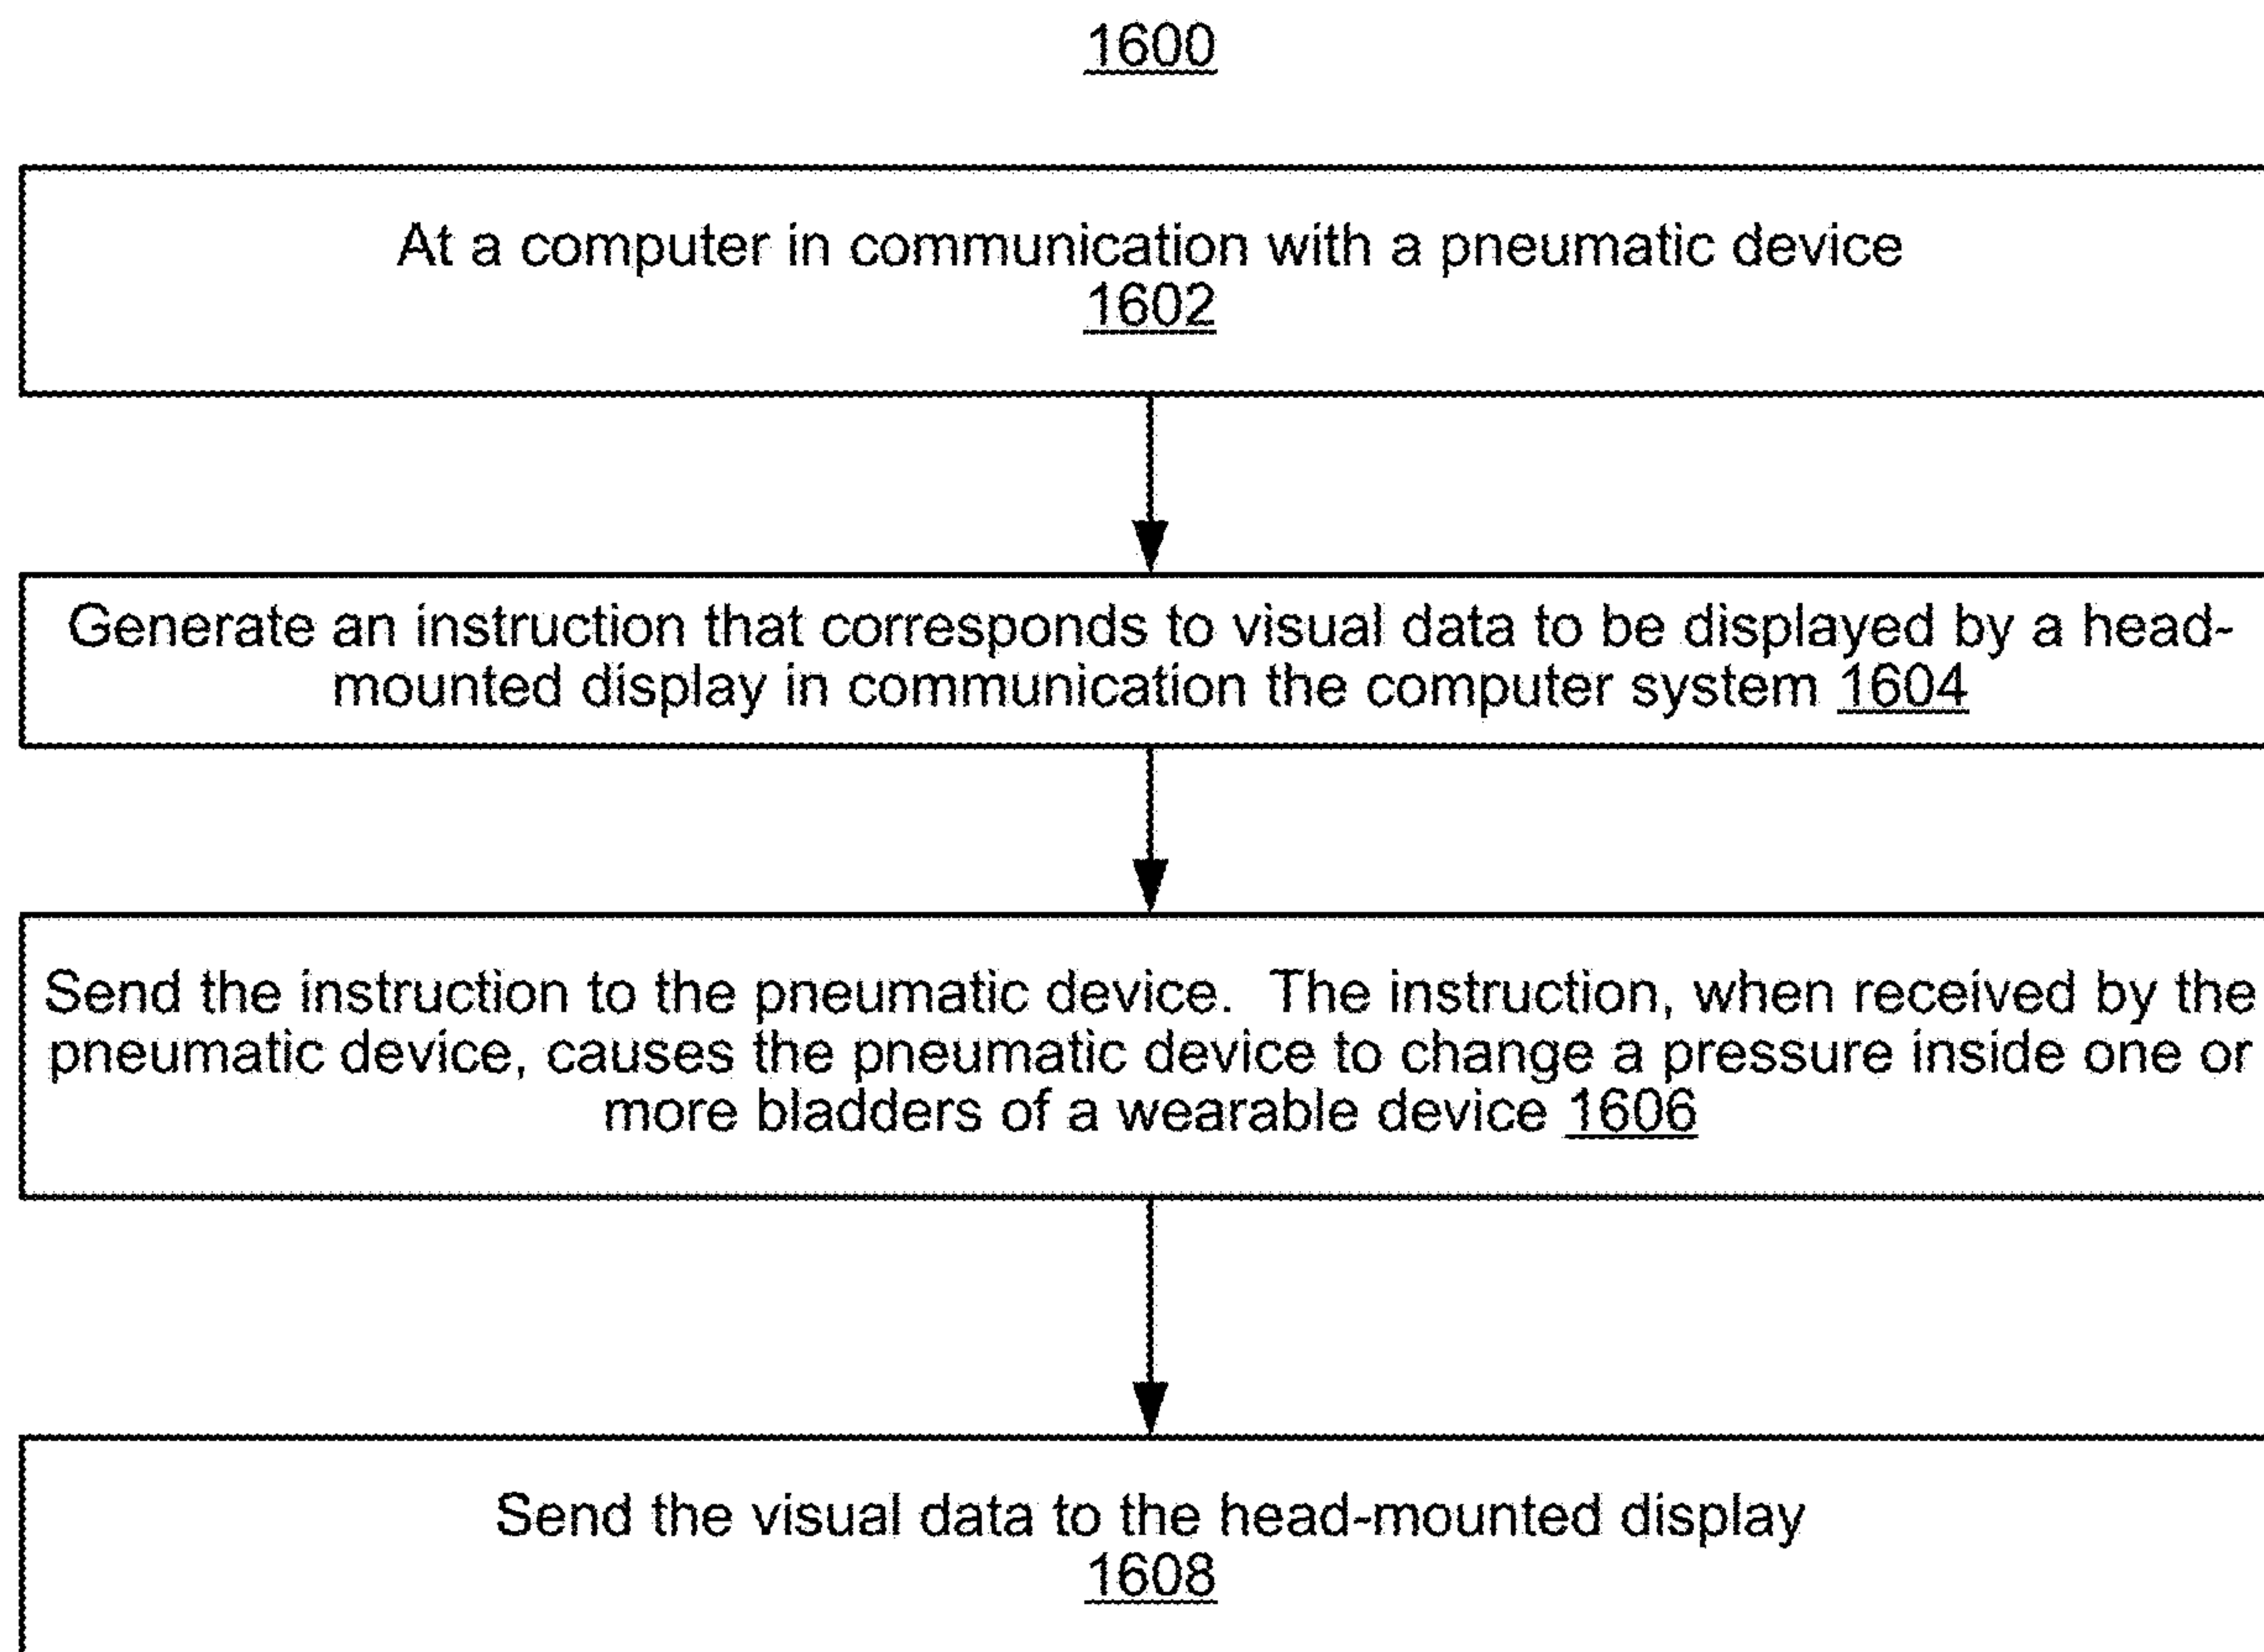 1600
At a computer in communication with a pneumatic device
1602
Generate an instruction that corresponds to visual data to be displayed by a head-
mounted display in communication the computer system 1604
Send the instruction to the pneumatic device.  The instruction, when received by the
pneumatic device, causes the pneumatic device to change a pressure inside one or
more bladders of a wearable device 1606
Send the visual data to the head-mounted display
1608